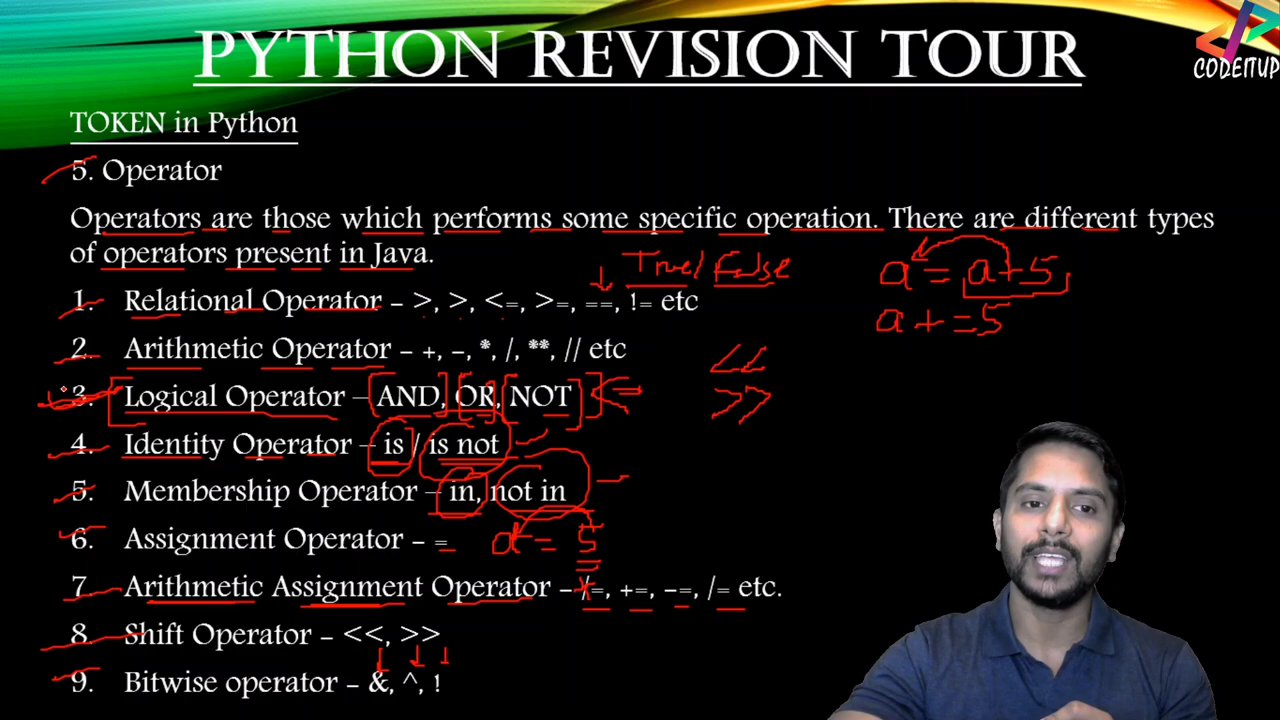 PYTHON REVISION TOUR
CODEITUP
TOKEN in Python
5. Operator
Operators are those which performs some specific operation. There are different types
of operators present in Java.
True/False
a = a+5
1. Relational Operator – >, >, <=, >=, ==, != etc
a+=5
2. Arithmetic Operator – +, –, *, /, **, // etc
<<
3. Logical Operator – AND, OR, NOT
>>
4. Identity Operator – is / is not
5. Membership Operator – in, not in
6. Assignment Operator – =
a = 5
7. Arithmetic Assignment Operator – /=, +=, –=, /= etc.
8. Shift Operator – <<, >>
9. Bitwise operator – &, ^, !